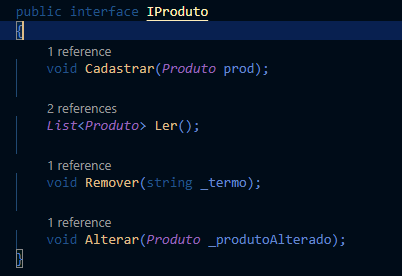 public interface IProduto
{
1 reference
void Cadastrar(Produto prod);
2 references
List<Produto> Ler();
1 reference
void Remover(string _termo);
1 reference
void Alterar(Produto _produtoAlterado);
}